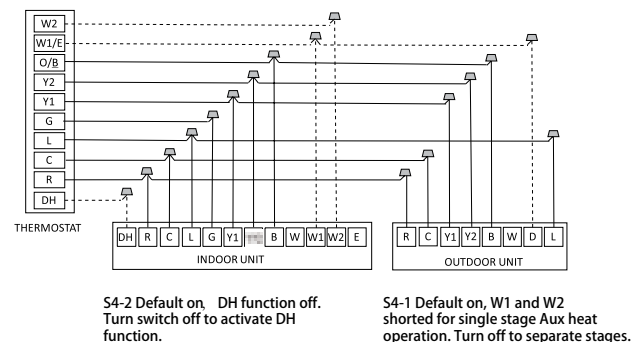 W2
W1/E
O/B
Y2
Y1
G
L
C
R
DH
THERMOSTAT
DH R C L G Y1 B W W1 W2 E
INDOOR UNIT
R C Y1 Y2 B W D L
OUTDOOR UNIT
S4-2 Default on, DH function off.
Turn switch off to activate DH
function.
S4-1 Default on, W1 and W2
shorted for single stage Aux heat
operation. Turn off to separate stages.